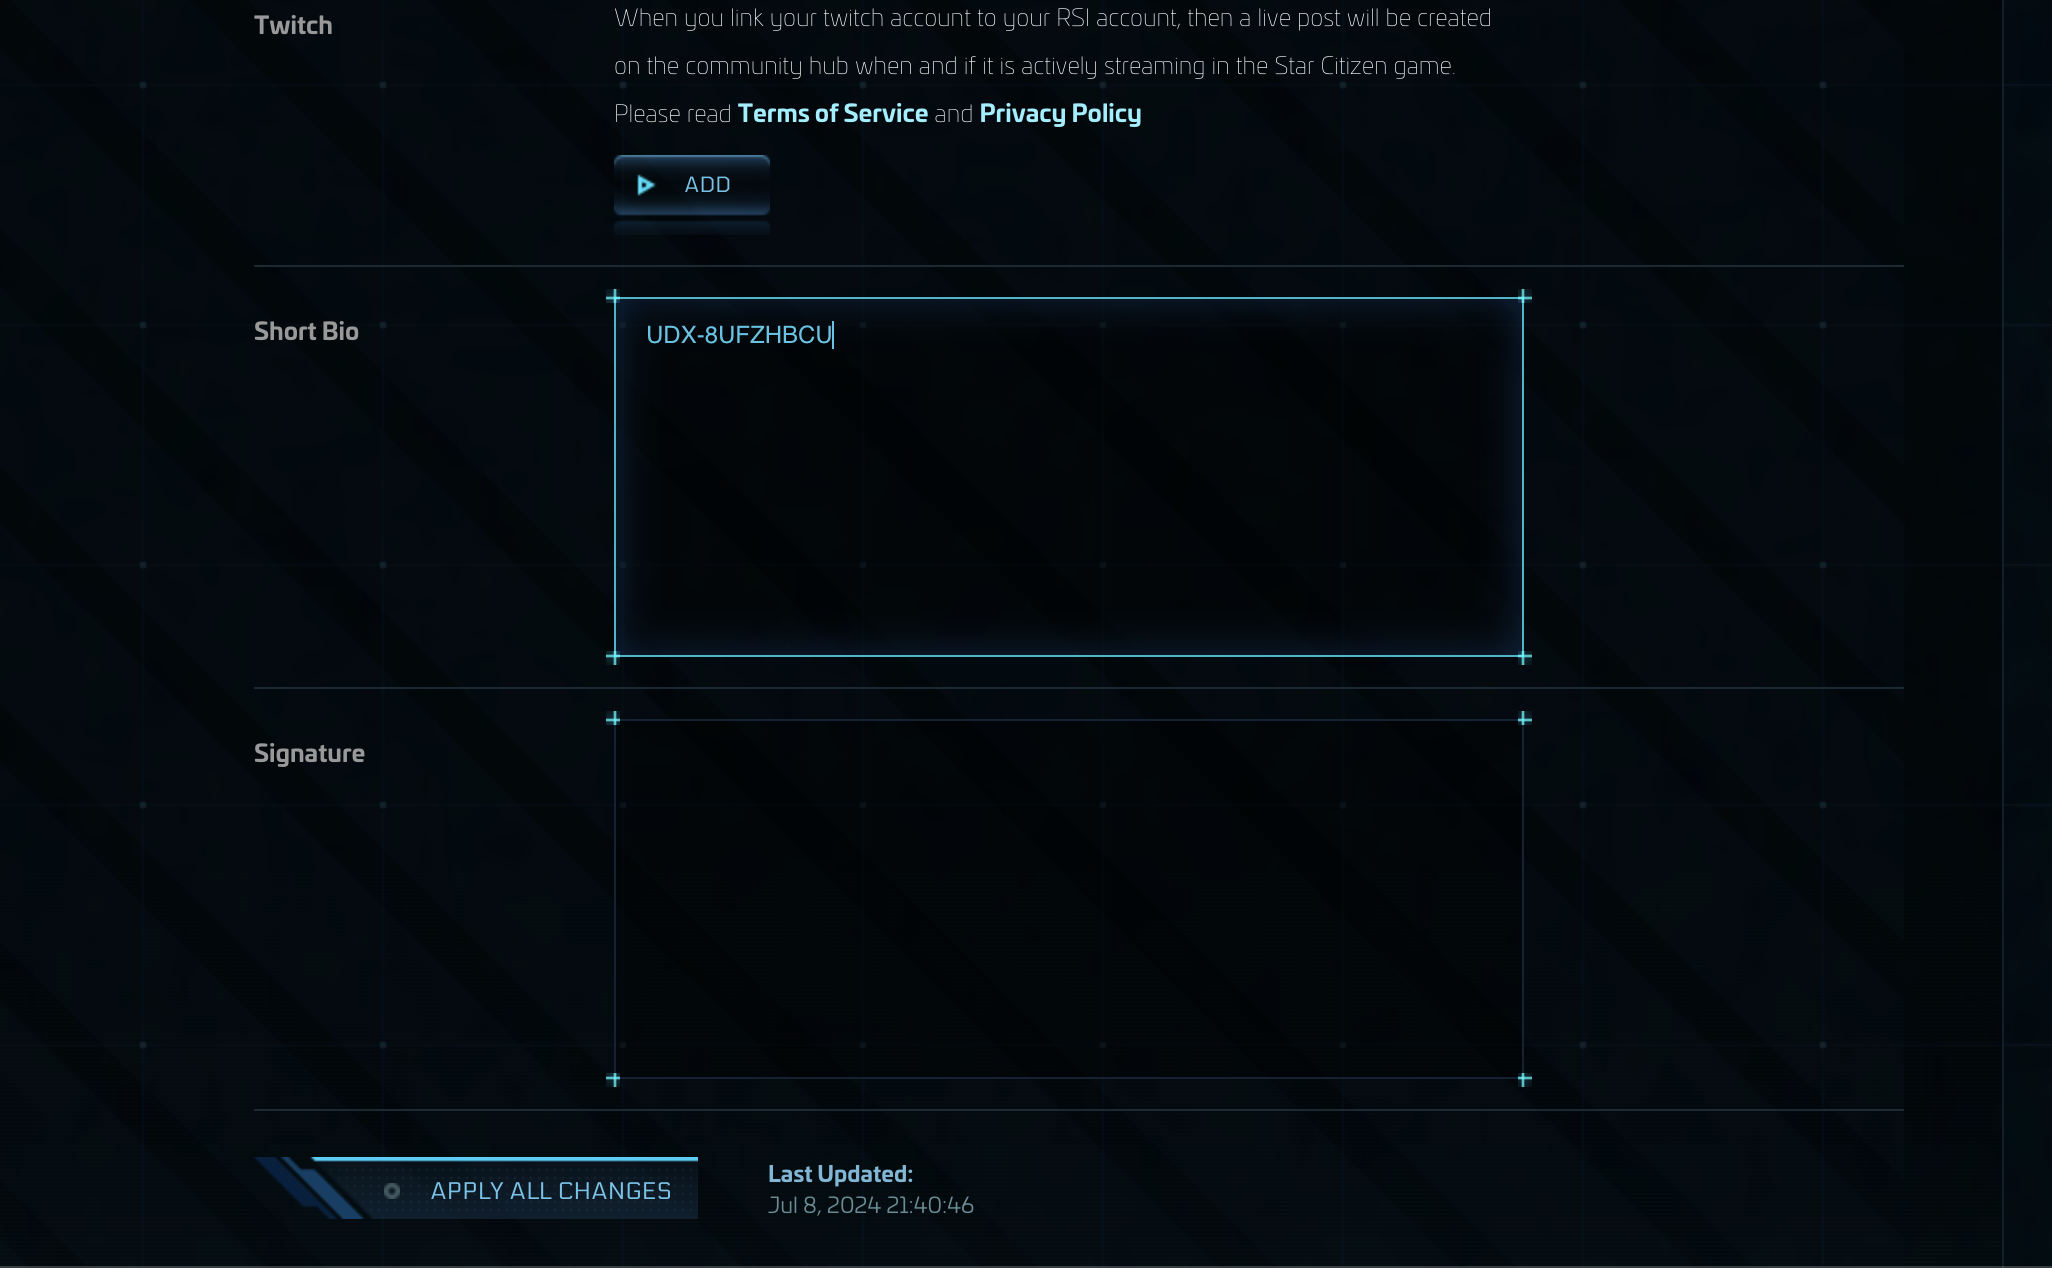 Twitch
When you link your twitch account to your RSI account, then a live post will be created
on the community hub when and if it is actively streaming in the Star Citizen game.
Please read Terms of Service and Privacy Policy
ADD
Short Bio
UDX-8UFZHBCU
Signature
APPLY ALL CHANGES
Last Updated:
Jul 8, 2024 21:40:46